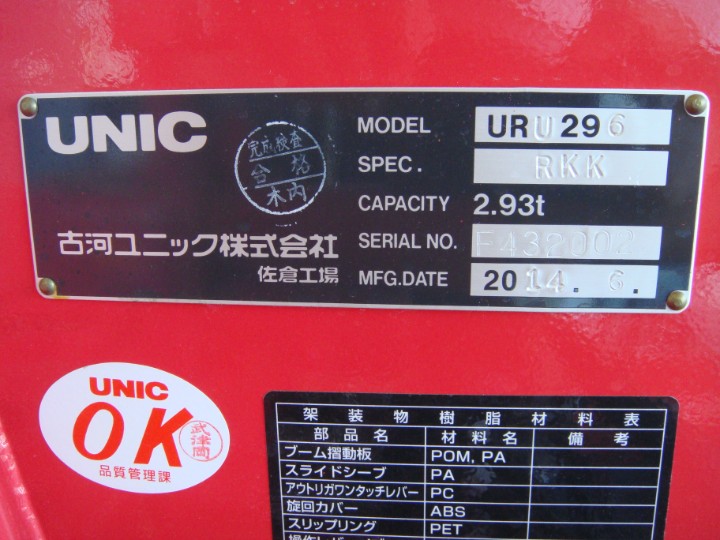 UNIC
完成検査
合格
木内
古河ユニック株式会社
佐倉工場
MODEL URU296
SPEC. RKK
CAPACITY 2.93t
SERIAL NO.
MFG.DATE 2014. 6.
UNIC
OK
品質管理課
架装物樹脂材料表
部品名 材料名 備考
ブーム摺動板 POM, PA
スライドシーブ PA
アウトリガワンタッチレバー PC
旋回カバー ABS
スリップリング PET